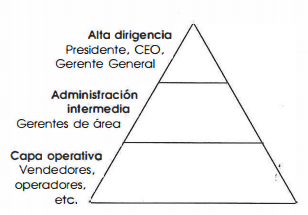 Alta dirigencia
Presidente, CEO,
Gerente General
Administración
intermedia
Gerentes de área
Capa operativa
Vendedores,
operadores,
etc.